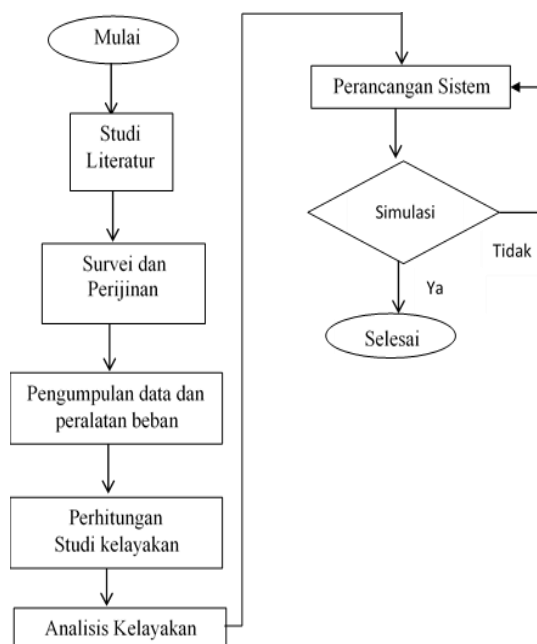 Mulai
Studi
Literatur
Survei dan
Perijinan
Pengumpulan data dan
peralatan beban
Perhitungan
Studi kelayakan
Analisis Kelayakan
Perancangan Sistem
Simulasi
Tidak
Ya
Selesai